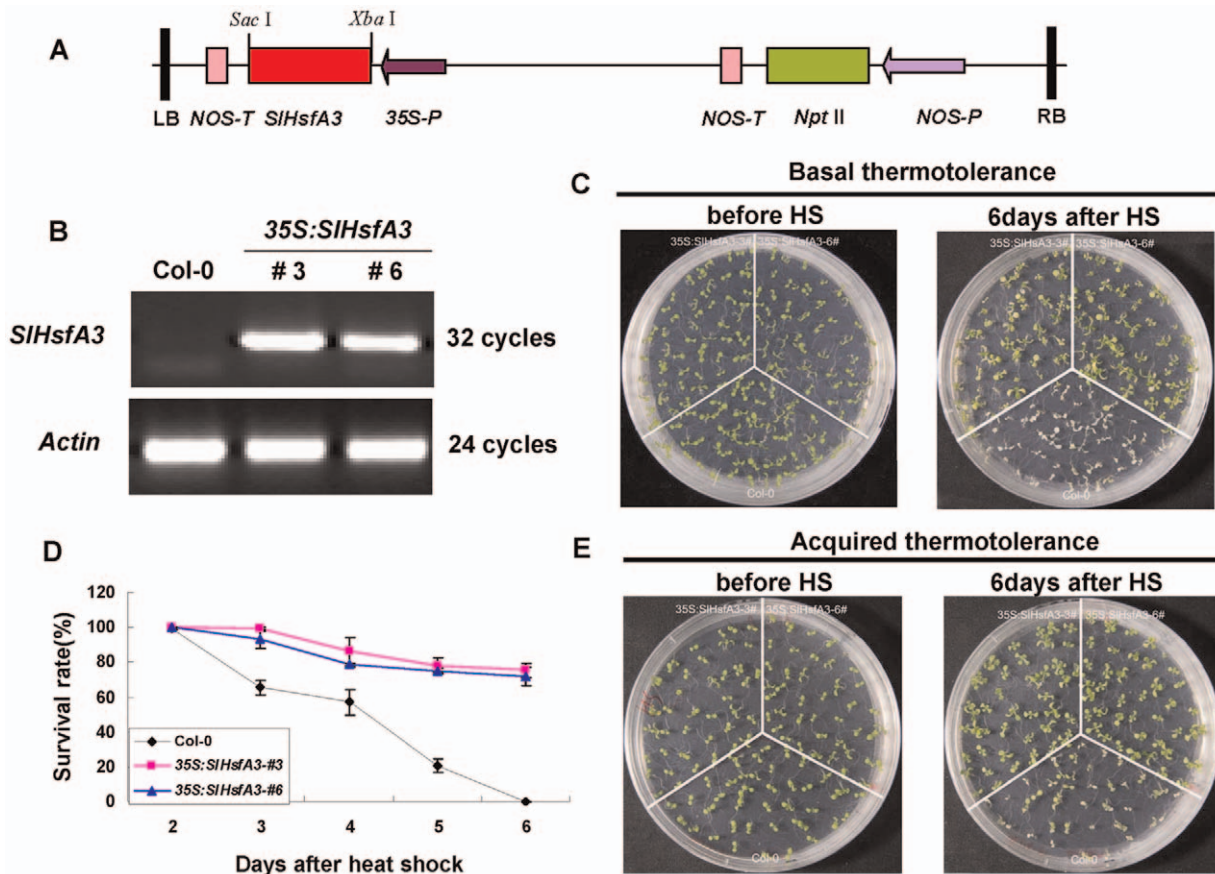 A
Sac I
Xba I
LB
NOS-T
SlHsfA3
35S-P
NOS-T
Npt II
NOS-P
RB
B
35S:SlHsfA3
Col-0
# 3
# 6
SlHsfA3
32 cycles
Actin
24 cycles
C
Basal thermotolerance
before HS
6days after HS
35S:SlHsfA3-3#
35S:SlHsfA3-6#
Col-0
35S:SlHsfA3-3#
35S:SlHsfA3-6#
Col-0
D
Survival rate(%)
120
100
80
60
40
20
0
Col-0
35S:SlHsfA3-#3
35S:SlHsfA3-#6
2 3 4 5 6
Days after heat shock
E
Acquired thermotolerance
before HS
6days after HS
35S:SlHsfA3-3#
35S:SlHsfA3-6#
Col-0
35S:SlHsfA3-3#
35S:SlHsfA3-6#
Col-0